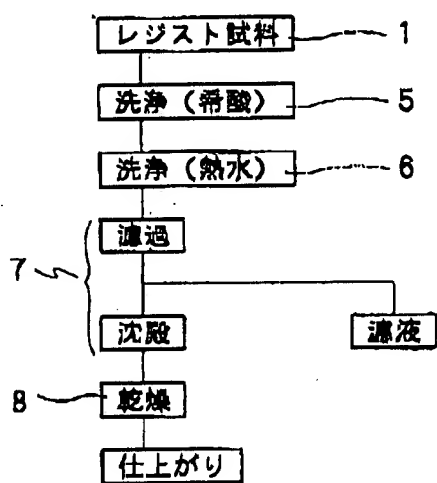 レジスト試料 1
洗浄(希酸) 5
洗浄(熱水) 6
濾過
7
沈殿 濾液
8 乾燥
仕上がり